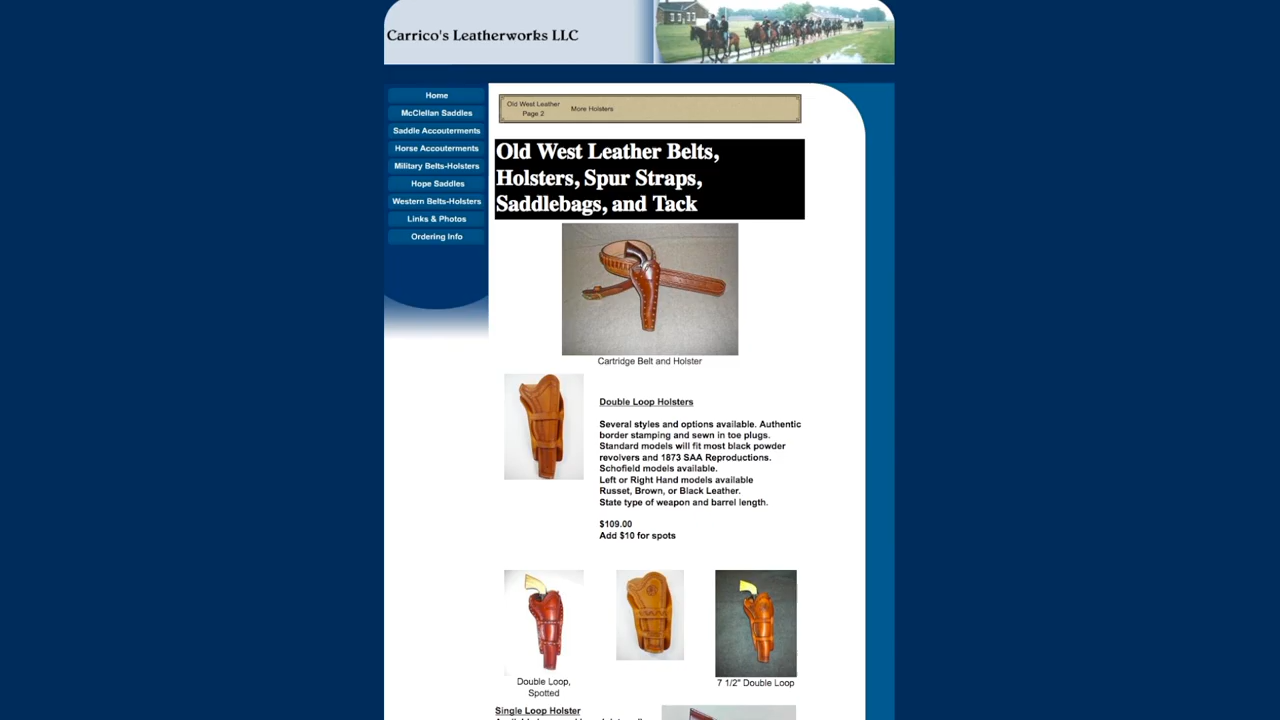 Carrico's Leatherworks LLC
Home
McClellan Saddles
Saddle Accouterments
Horse Accouterments
Military Belts-Holsters
Hope Saddles
Western Belts-Holsters
Links & Photos
Ordering Info
Old West Leather
Page 2
More Holsters
Old West Leather Belts,
Holsters, Spur Straps,
Saddlebags, and Tack
Cartridge Belt and Holster
Double Loop Holsters
Several styles and options available. Authentic
border stamping and sewn in toe plugs.
Standard models will fit most black powder
revolvers and 1873 SAA Reproductions.
Schofield models available.
Left or Right Hand models available
Russet, Brown, or Black Leather.
State type of weapon and barrel length.
$109.00
Add $10 for spots
Double Loop,
Spotted
7 1/2" Double Loop
Single Loop Holster